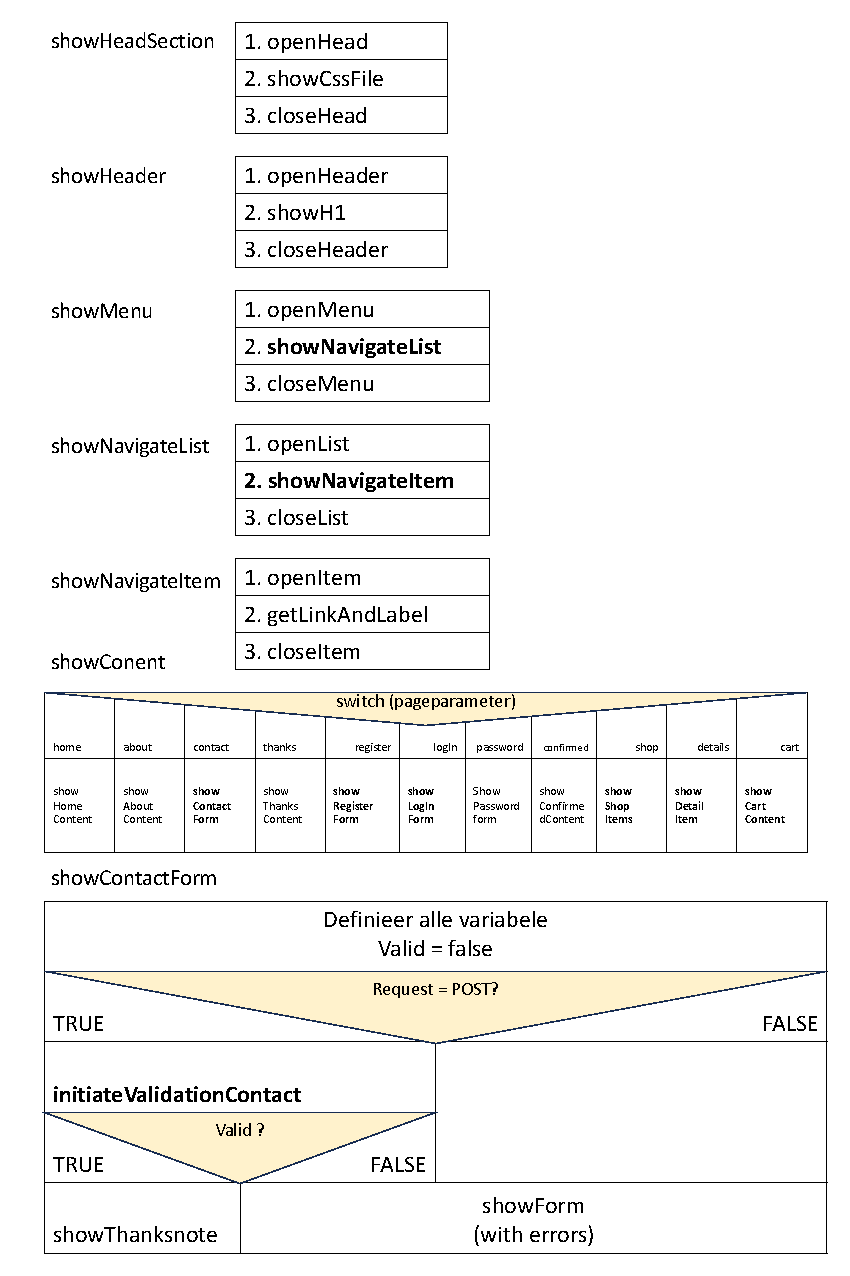 showHeadSection
1. openHead
2. showCssFile
3. closeHead
showHeader
1. openHeader
2. showH1
3. closeHeader
showMenu
1. openMenu
2. showNavigateList
3. closeMenu
showNavigateList
1. openList
2. showNavigateItem
3. closeList
showNavigateItem
1. openItem
2. getLinkAndLabel
3. closeItem
showConent
switch (pageparameter)
home about contact thanks register logIn password confirmed shop details cart
show
Home
Content
show
About
Content
show
Contact
Form
show
Thanks
Content
show
Register
Form
show
LogIn
Form
Show
Password
form
show
Confirme
dContent
show
Shop
Items
show
Detail
Item
show
Cart
Content
showContactForm
Definieer alle variabele
Valid = false
Request = POST?
TRUE FALSE
initiateValidationContact
Valid ?
TRUE FALSE
showThanksnote
showForm
(with errors)